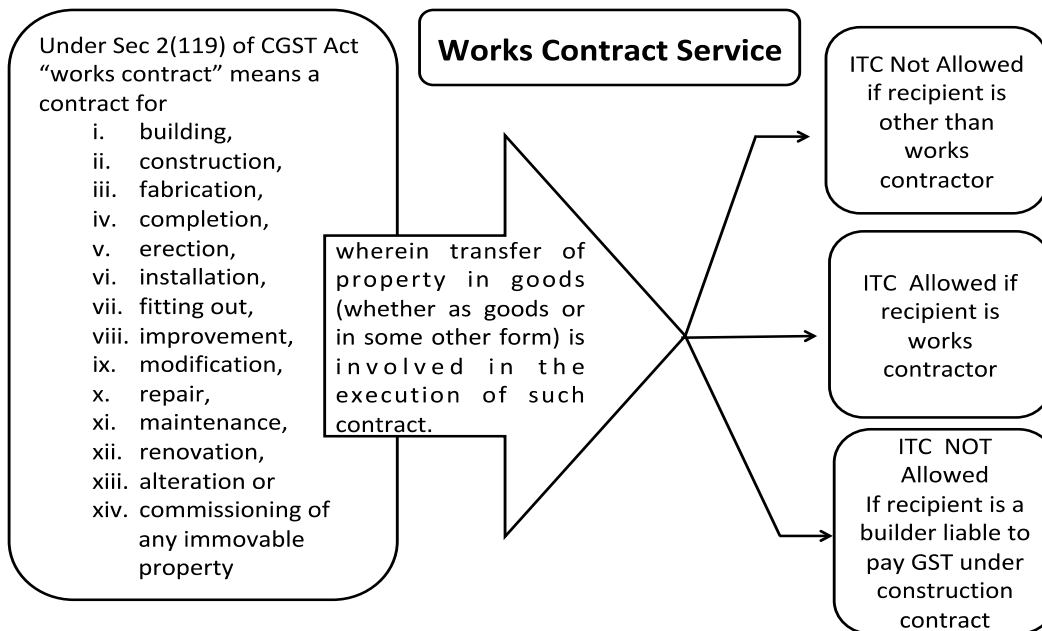 Under Sec 2(119) of CGST Act
“works contract” means a
contract for
i. building,
ii. construction,
iii. fabrication,
iv. completion,
v. erection,
vi. installation,
vii. fitting out,
viii. improvement,
ix. modification,
x. repair,
xi. maintenance,
xii. renovation,
xiii. alteration or
xiv. commissioning of
any immovable
property
Works Contract Service
wherein transfer of
property in goods
(whether as goods or
in some other form) is
involved in the
execution of such
contract.
ITC Not Allowed
if recipient is
other than
works
contractor
ITC Allowed if
recipient is
works
contractor
ITC NOT
Allowed
If recipient is a
builder liable to
pay GST under
construction
contract